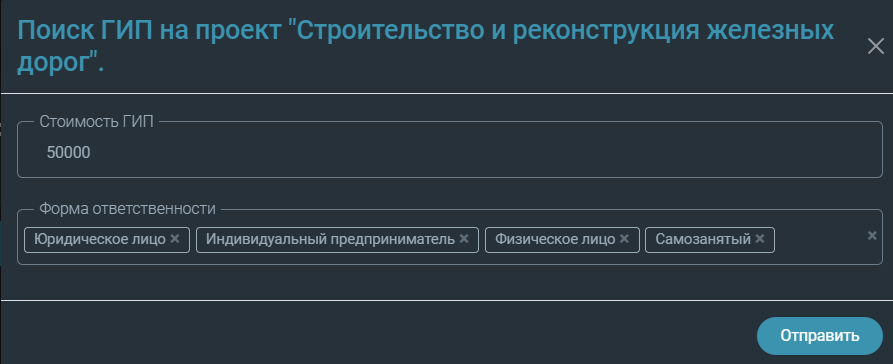 Поиск ГИП на проект "Строительство и реконструкция железных
дорог".
Стоимость ГИП
50000
Форма ответственности
Юридическое лицо × Индивидуальный предприниматель × Физическое лицо × Самозанятый ×
Отправить